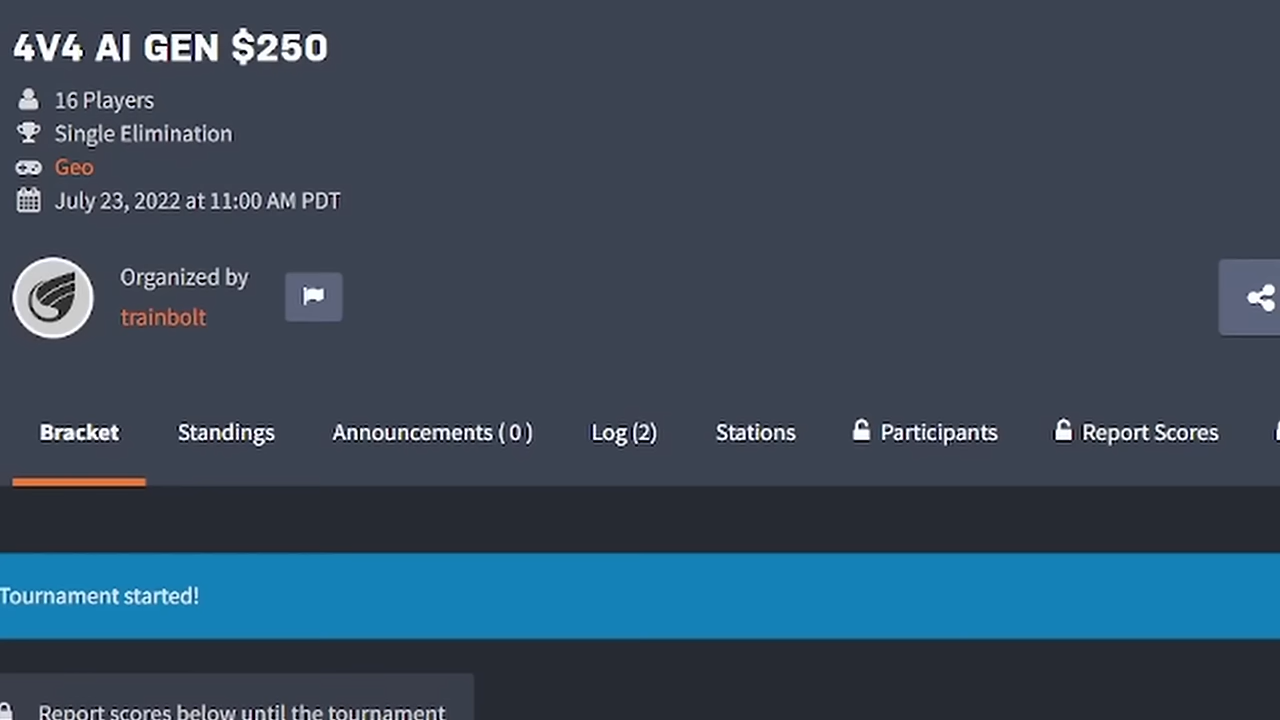 4V4 AI GEN $250
16 Players
Single Elimination
Geo
July 23, 2022 at 11:00 AM PDT
Organized by
trainbolt
Bracket Standings Announcements ( 0 ) Log (2) Stations Participants Report Scores
Tournament started!
Report scores below until the tournament